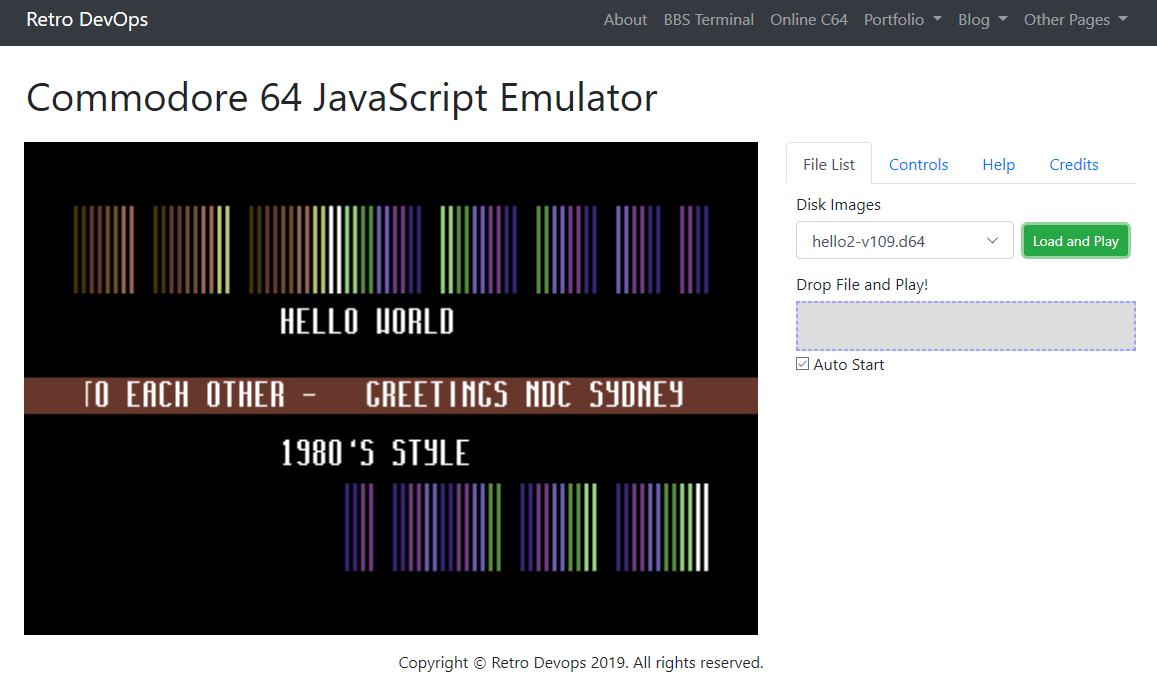 Retro DevOps About BBS Terminal Online C64 Portfolio Blog Other Pages
Commodore 64 JavaScript Emulator
HELLO WORLD
TO EACH OTHER - GREETINGS NDC SYDNEY
1980'S STYLE
File List Controls Help Credits
Disk Images
hello2-v109.d64 Load and Play
Drop File and Play!
Auto Start
Copyright © Retro Devops 2019. All rights reserved.